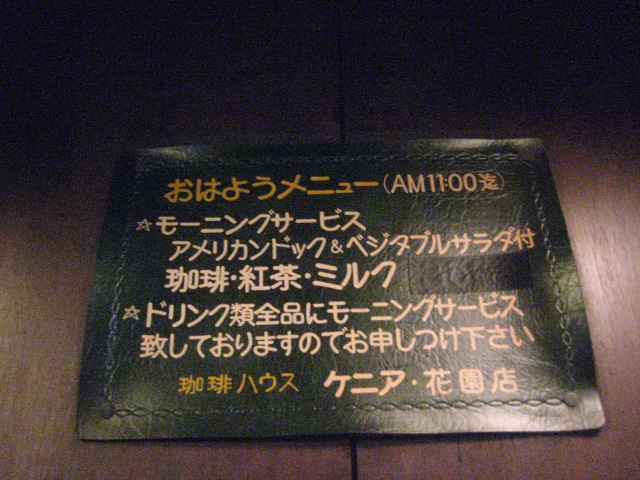 おはようメニュー(AM11:00迄)
☆モーニングサービス
アメリカンドック&ベジタブルサラダ付
珈琲・紅茶・ミルク
☆ドリンク類全品にモーニングサービス
致しておりますのでお申しつけ下さい
珈琲ハウス ケニア・花園店